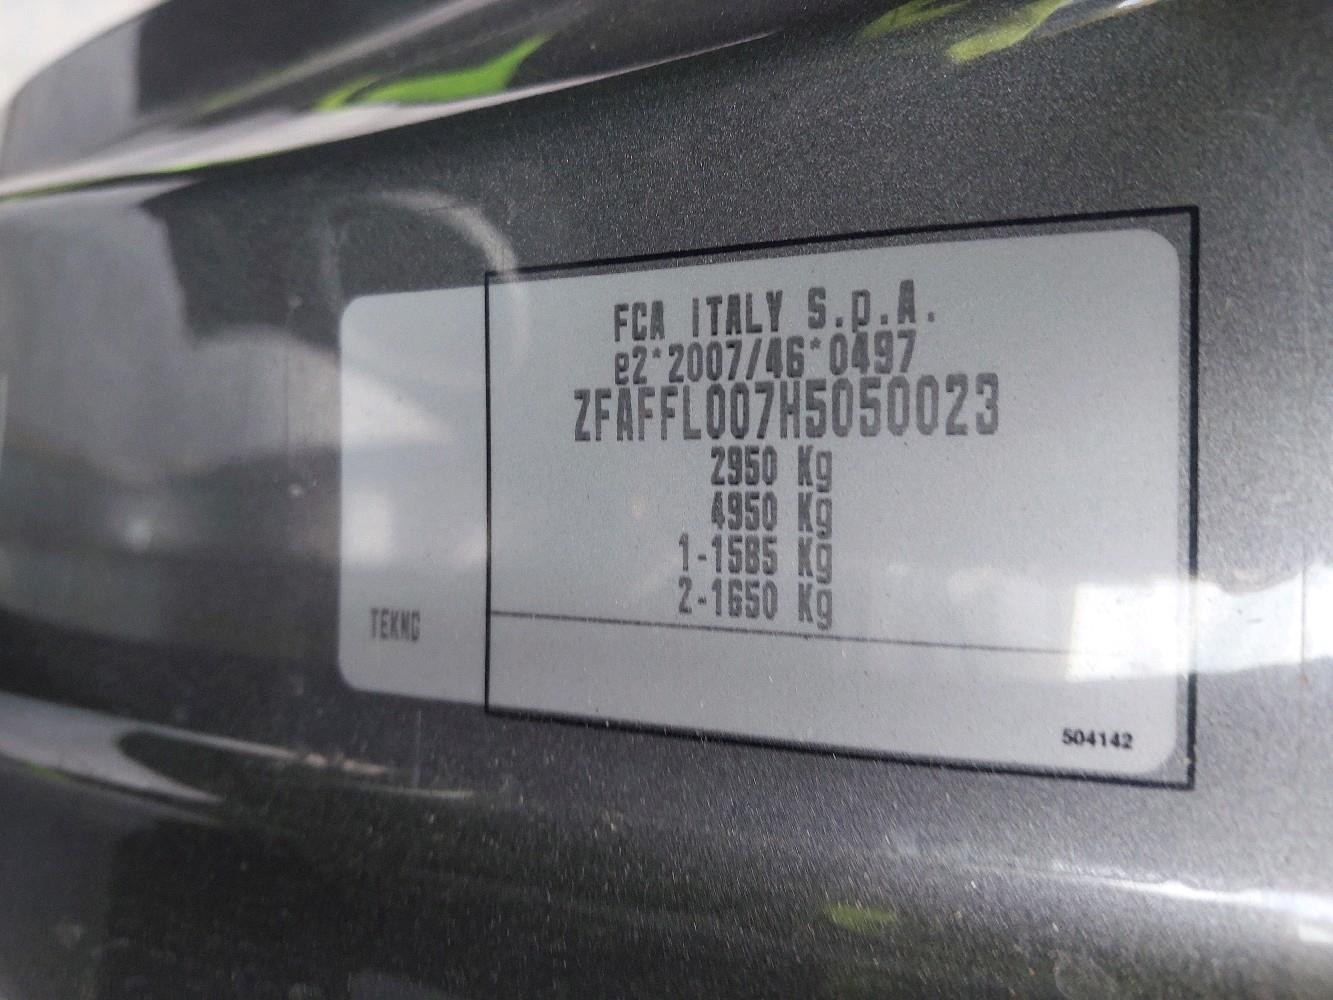 FCA ITALY S.p.A.
e2*2007/46*0497
ZFAFFL007H5050023
2950 Kg
4950 Kg
1-1585 Kg
2-1650 Kg
TEKNO
504142